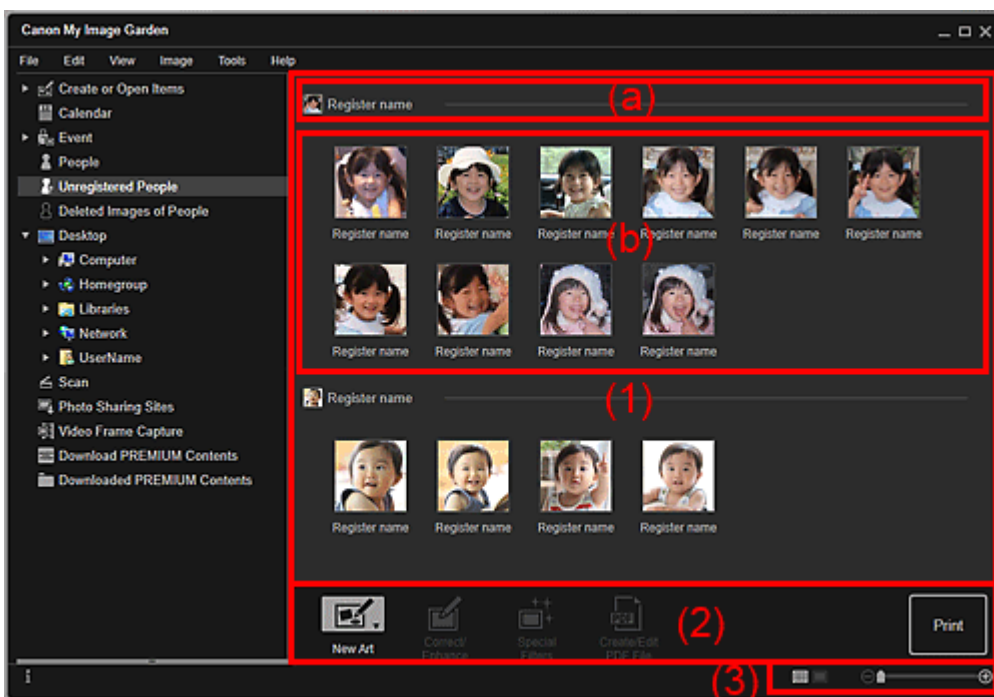 Canon My Image Garden
File Edit View Image Tools Help
Create or Open Items
Calendar
Event
People
Unregistered People
Deleted Images of People
Desktop
Computer
Homegroup
Libraries
Network
UserName
Scan
Photo Sharing Sites
Video Frame Capture
Download PREMIUM Contents
Downloaded PREMIUM Contents
Register name
(a)
Register name Register name Register name Register name Register name Register name
(b)
Register name Register name Register name Register name
Register name
(1)
Register name Register name Register name Register name
New Art
Correct/
Enhance
Special
Filters
Create/Edit
PDF File
(2)
Print
(3)